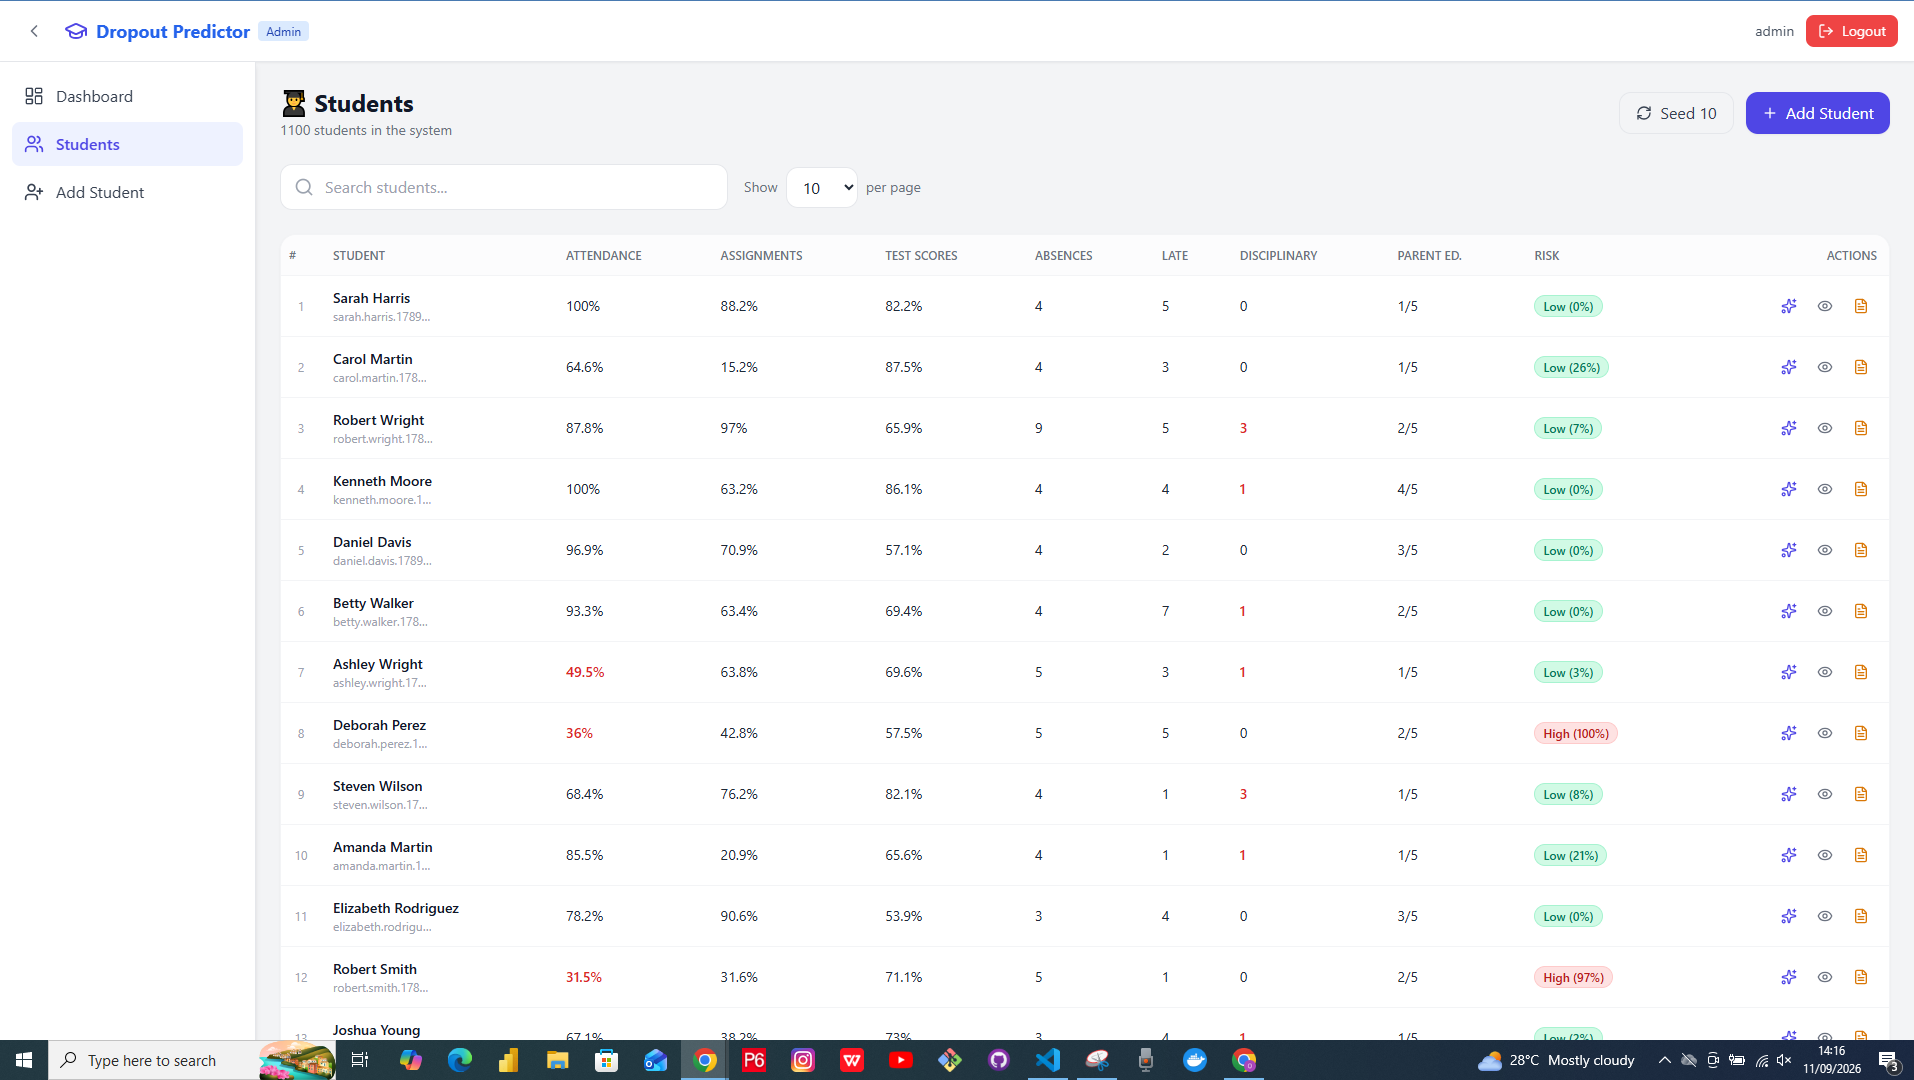 Dropout Predictor Admin
admin Logout
Dashboard
Students
Add Student
Students
1100 students in the system
Seed 10
+ Add Student
Search students...
Show 10 per page
# STUDENT ATTENDANCE ASSIGNMENTS TEST SCORES ABSENCES LATE DISCIPLINARY PARENT ED. RISK ACTIONS
1 Sarah Harris 100% 88.2% 82.2% 4 5 0 1/5 Low (0%)
sarah.harris.1789...
2 Carol Martin 64.6% 15.2% 87.5% 4 3 0 1/5 Low (26%)
carol.martin.178...
3 Robert Wright 87.8% 97% 65.9% 9 5 3 2/5 Low (7%)
robert.wright.178...
4 Kenneth Moore 100% 63.2% 86.1% 4 4 1 4/5 Low (0%)
kenneth.moore.1...
5 Daniel Davis 96.9% 70.9% 57.1% 4 2 0 3/5 Low (0%)
daniel.davis.1789...
6 Betty Walker 93.3% 63.4% 69.4% 4 7 1 2/5 Low (0%)
betty.walker.178...
7 Ashley Wright 49.5% 63.8% 69.6% 5 3 1 1/5 Low (3%)
ashley.wright.17...
8 Deborah Perez 36% 42.8% 57.5% 5 5 0 2/5 High (100%)
deborah.perez.1...
9 Steven Wilson 68.4% 76.2% 82.1% 4 1 3 1/5 Low (8%)
steven.wilson.17...
10 Amanda Martin 85.5% 20.9% 65.6% 4 1 1 1/5 Low (21%)
amanda.martin.1...
11 Elizabeth Rodriguez 78.2% 90.6% 53.9% 3 4 0 3/5 Low (0%)
elizabeth.rodrigu...
12 Robert Smith 31.5% 31.6% 71.1% 5 1 0 2/5 High (97%)
robert.smith.178...
13 Joshua Young 67.1% 38.2% 73% 3 4 1 1/5 Low (2%)
Type here to search
P6
W
28°C Mostly cloudy
14:16
11/09/2026
3